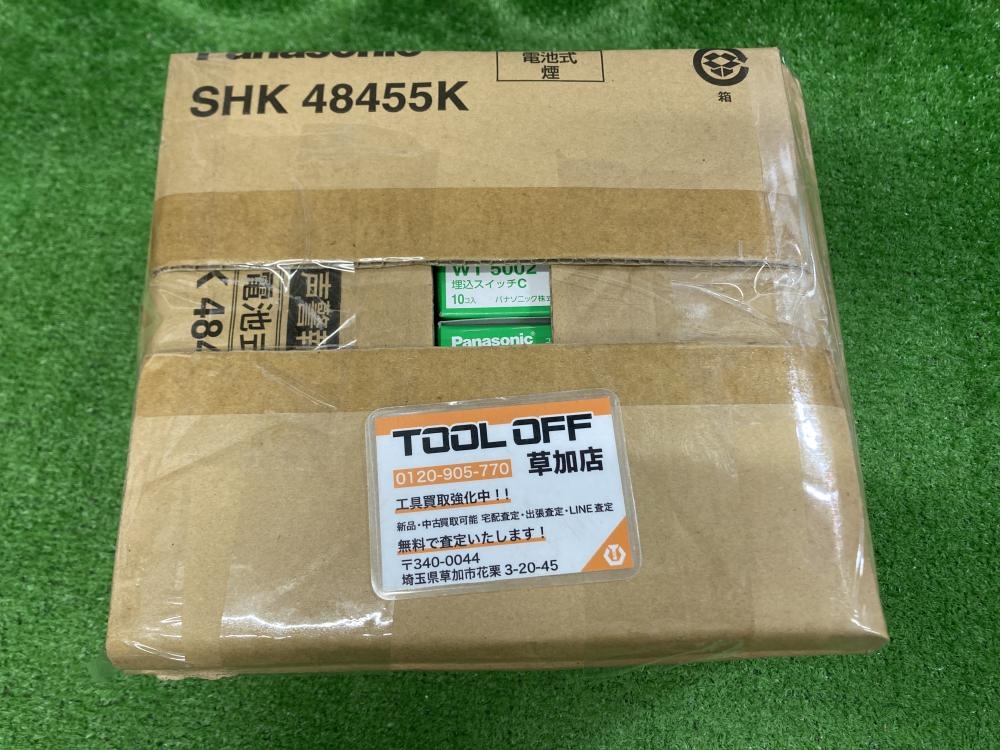 Panasonic
SHK 48455K
電池式
煙
箱
声警報
電池式
K 484
WT 5002
埋込スイッチC
10コ入 パナソニック株式
Panasonic®
TOOL OFF
0120-905-770 草加店
工具買取強化中!!
新品・中古買取可能 宅配査定・出張査定・LINE査定
無料で査定いたします!
〒340-0044
埼玉県草加市花栗 3-20-45